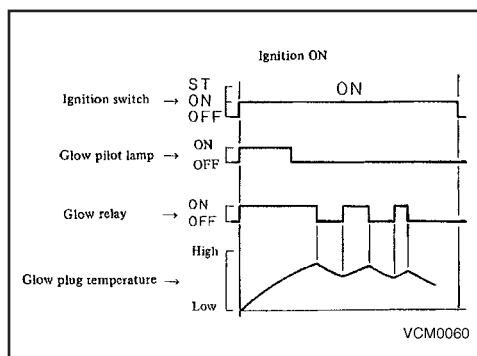 Ignition ON
ST
ON
Ignition switch → ON
OFF
Glow pilot lamp → ON
OFF
Glow relay → ON
OFF
High
Glow plug temperature →
Low
VCM0060